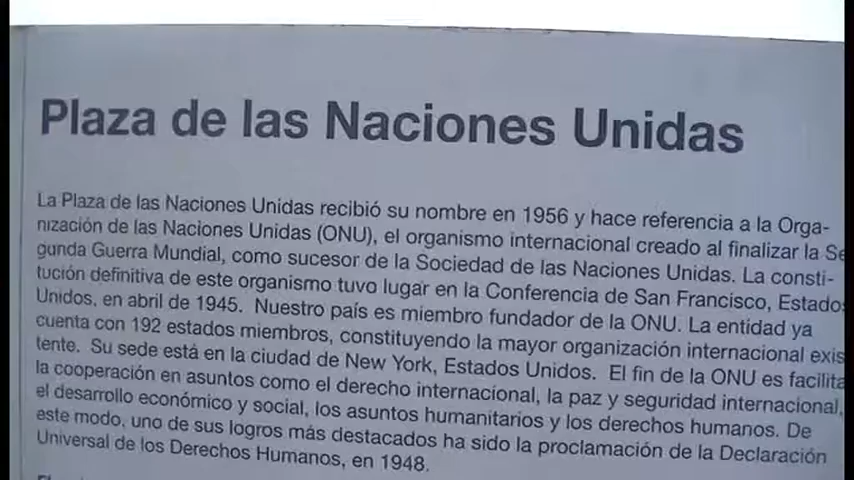 Plaza de las Naciones Unidas
La Plaza de las Naciones Unidas recibió su nombre en 1956 y hace referencia a la Orga-
nización de las Naciones Unidas (ONU), el organismo internacional creado al finalizar la Se
gunda Guerra Mundial, como sucesor de la Sociedad de las Naciones Unidas. La consti-
tución definitiva de este organismo tuvo lugar en la Conferencia de San Francisco, Estados
Unidos, en abril de 1945. Nuestro país es miembro fundador de la ONU. La entidad ya
cuenta con 192 estados miembros, constituyendo la mayor organización internacional exis
tente. Su sede está en la ciudad de New York, Estados Unidos. El fin de la ONU es facilita
la cooperación en asuntos como el derecho internacional, la paz y seguridad internacional,
el desarrollo económico y social, los asuntos humanitarios y los derechos humanos. De
este modo, uno de sus logros más destacados ha sido la proclamación de la Declaración
Universal de los Derechos Humanos, en 1948.